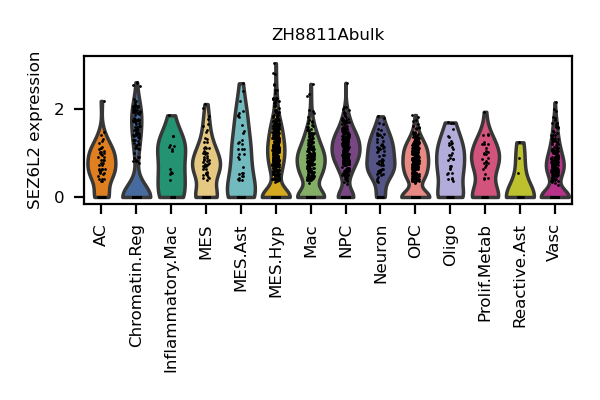 ZH8811Abulk
SEZ6L2 expression
2
0
AC
Chromatin.Reg
Inflammatory.Mac
MES
MES.Ast
MES.Hyp
Mac
NPC
Neuron
OPC
Oligo
Prolif.Metab
Reactive.Ast
Vasc